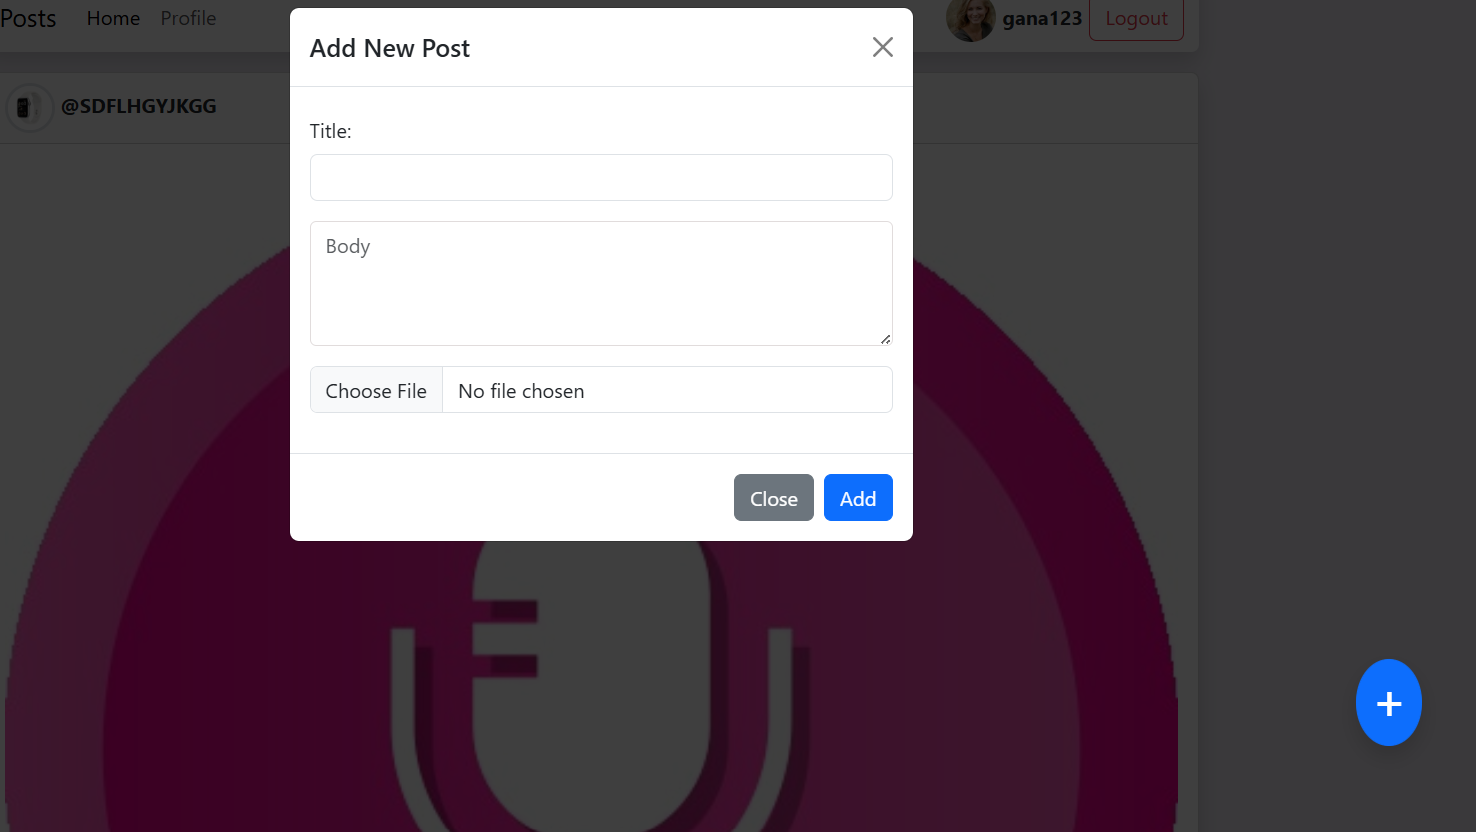 Posts Home Profile gana123 Logout
Add New Post
@SDFLHGYJKGG
Title:
Body
Choose File No file chosen
Close Add
+